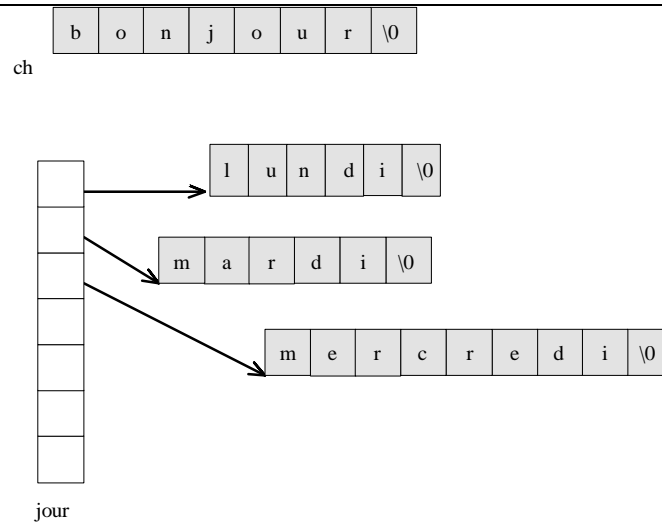 b o n j o u r \0
ch
l u n d i \0
m a r d i \0
m e r c r e d i \0
jour